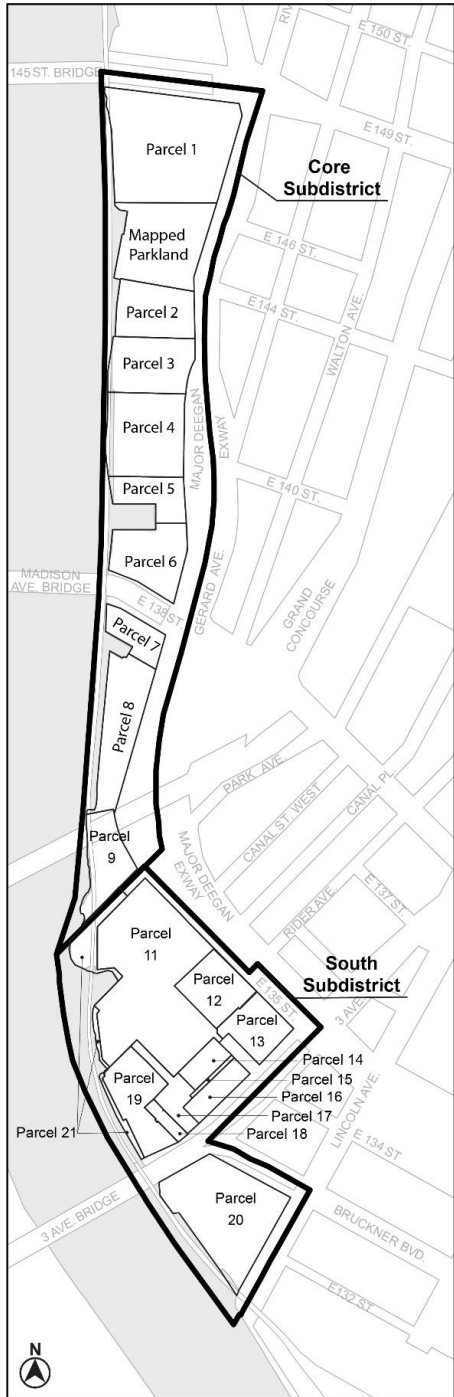 E 150 ST.
145 ST. BRIDGE
E 149 ST.
Parcel 1
Core
Subdistrict
Mapped
Parkland
E 146 ST.
Parcel 2
E 144 ST.
WALTON AVE.
Parcel 3
MAJOR DEEGAN
EXWAY
Parcel 4
Parcel 5
E 140 ST.
Parcel 6
MADISON
AVE. BRIDGE
E 138 ST.
GERARD AVE.
GRAND
CONCOURSE
Parcel 7
Parcel 8
PARK AVE.
CANAL ST. WEST
CANAL PL.
Parcel
9
MAJOR DEEGAN
EXWAY
RIDER AVE.
E 137 ST.
Parcel
11
South
Subdistrict
Parcel
12
E 135 ST.
3 AVE.
Parcel
13
Parcel 14
Parcel 15
Parcel
19
Parcel 16
Parcel 17
Parcel 18
Parcel 21
LINCOLN AVE.
E 134 ST.
Parcel
20
3 AVE. BRIDGE
BRUCKNER BVD.
E132 ST.
N